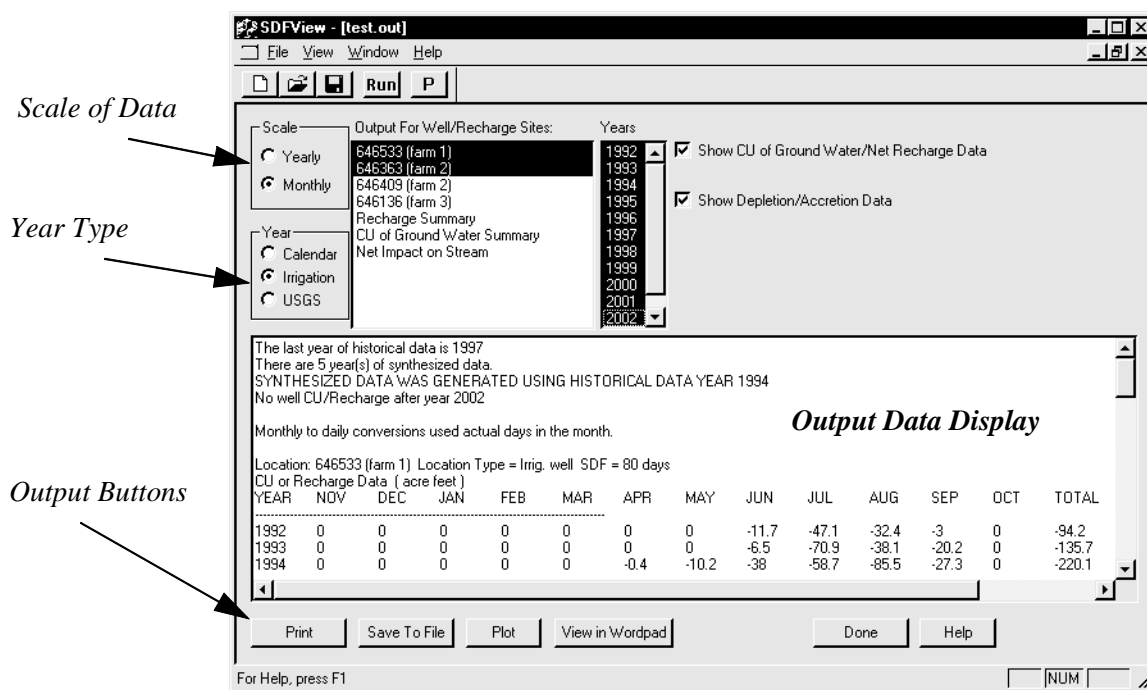 SDFView - [test.out]
File View Window Help
Run P
Scale of Data
Scale
Yearly
Monthly
Year Type
Year
Calendar
Irrigation
USGS
Output For Well/Recharge Sites:
646533 (farm 1)
646363 (farm 2)
646409 (farm 2)
646136 (farm 3)
Recharge Summary
CU of Ground Water Summary
Net Impact on Stream
Years
1992
1993
1994
1995
1996
1997
1998
1999
2000
2001
2002
Show CU of Ground Water/Net Recharge Data
Show Depletion/Accretion Data
The last year of historical data is 1997
There are 5 year(s) of synthesized data.
SYNTHESIZED DATA WAS GENERATED USING HISTORICAL DATA YEAR 1994
No well CU/Recharge after year 2002
Output Data Display
Monthly to daily conversions used actual days in the month.
Location: 646533 (farm 1) Location Type = Irrig. well SDF = 80 days
CU or Recharge Data ( acre feet )
YEAR NOV DEC JAN FEB MAR APR MAY JUN JUL AUG SEP OCT TOTAL
1992 0 0 0 0 0 0 0 -11.7 -47.1 -32.4 -3 0 -94.2
1993 0 0 0 0 0 0 0 -6.5 -70.9 -38.1 -20.2 0 -135.7
1994 0 0 0 0 0 -0.4 -10.2 -38 -58.7 -85.5 -27.3 0 -220.1
Output Buttons
Print Save To File Plot View in Wordpad Done Help
For Help, press F1 NUM